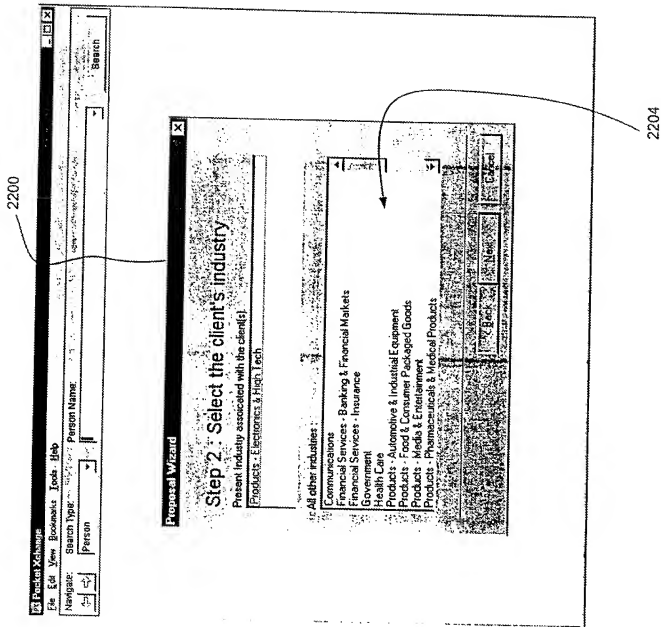 2200
Pocket Xchange
File Edit View Bookmarks Tools Help
Navigate: Search Type: Person Name:
Person
Search
Proposal Wizard
Step 2 : Select the client's industry
Present Industry associated with the client(s)
Products - Electronics & High Tech
All other industries :
Communications
Financial Services - Banking & Financial Markets
Financial Services - Insurance
Government
Health Care
Products - Automotive & Industrial Equipment
Products - Food & Consumer Packaged Goods
Products - Media & Entertainment
Products - Pharmaceuticals & Medical Products
Back Next Cancel
2204